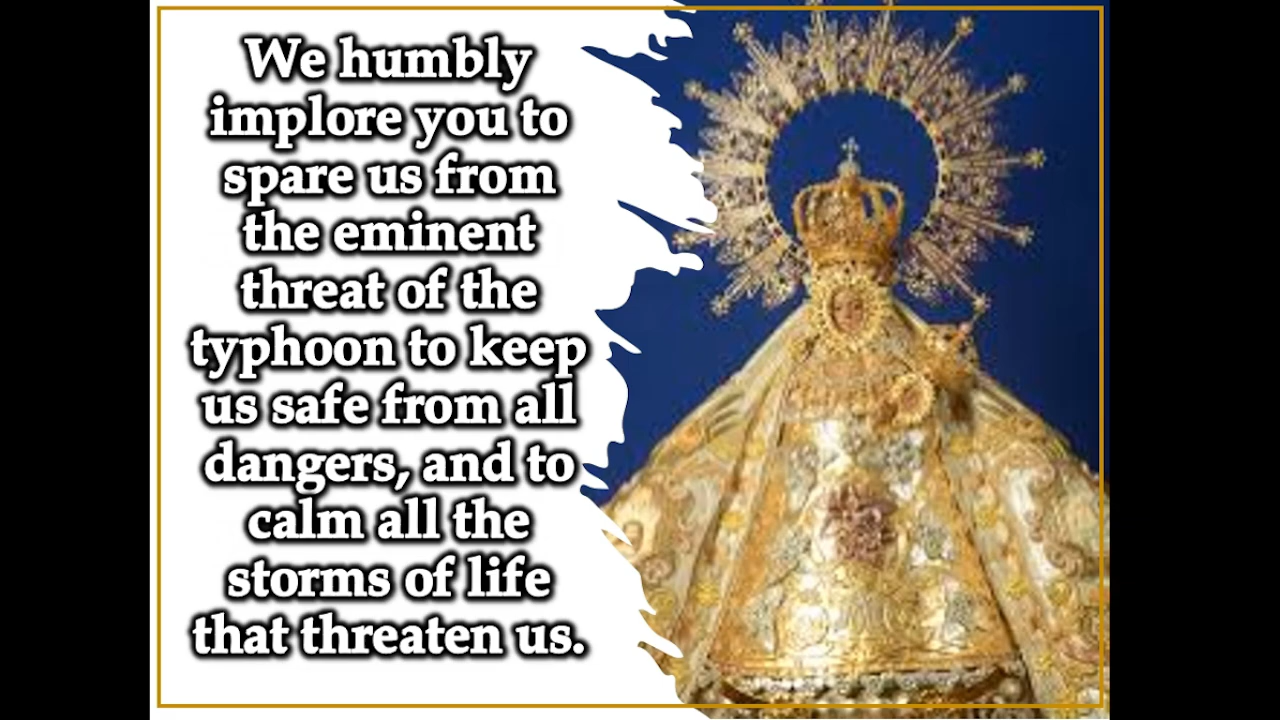 We humbly
implore you to
spare us from
the eminent
threat of the
typhoon to keep
us safe from all
dangers, and to
calm all the
storms of life
that threaten us.